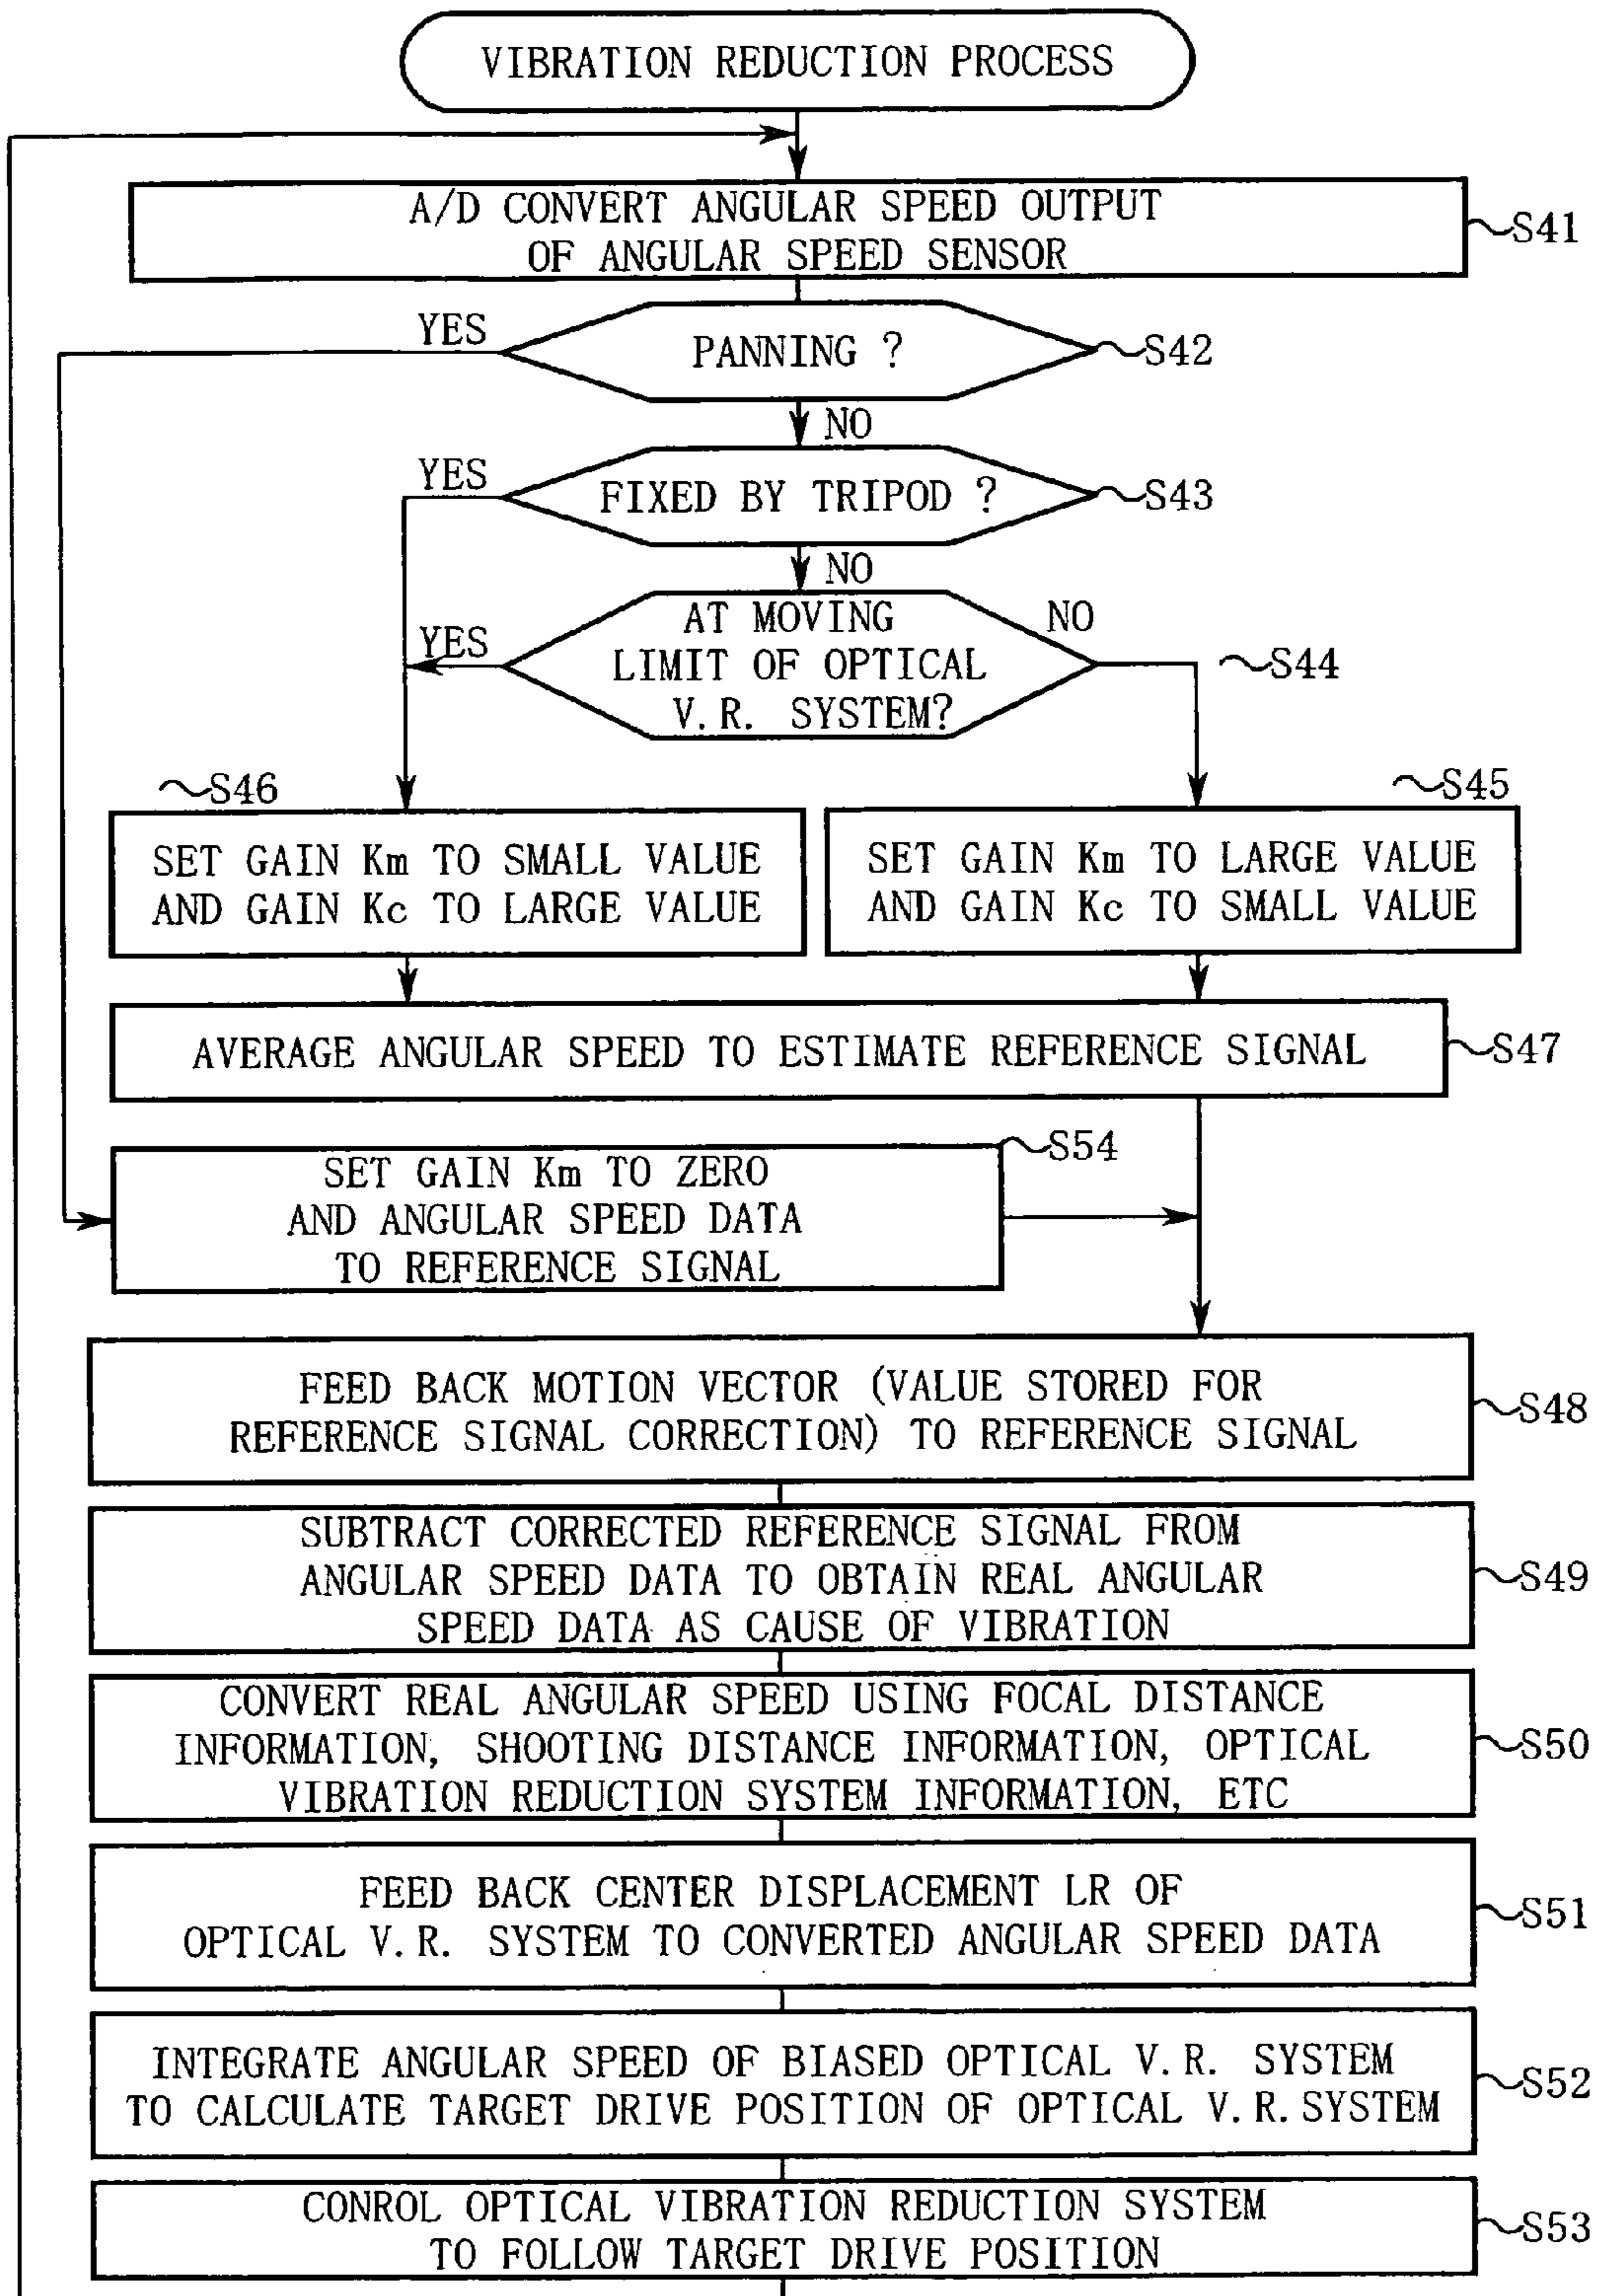 VIBRATION REDUCTION PROCESS
A/D CONVERT ANGULAR SPEED OUTPUT
OF ANGULAR SPEED SENSOR
S41
YES
PANNING ?
S42
NO
YES
FIXED BY TRIPOD ?
S43
NO
AT MOVING
LIMIT OF OPTICAL
V.R. SYSTEM?
YES
NO
S44
S46
SET GAIN Km TO SMALL VALUE
AND GAIN Kc TO LARGE VALUE
S45
SET GAIN Km TO LARGE VALUE
AND GAIN Kc TO SMALL VALUE
AVERAGE ANGULAR SPEED TO ESTIMATE REFERENCE SIGNAL
S47
S54
SET GAIN Km TO ZERO
AND ANGULAR SPEED DATA
TO REFERENCE SIGNAL
FEED BACK MOTION VECTOR (VALUE STORED FOR
REFERENCE SIGNAL CORRECTION) TO REFERENCE SIGNAL
S48
SUBTRACT CORRECTED REFERENCE SIGNAL FROM
ANGULAR SPEED DATA TO OBTAIN REAL ANGULAR
SPEED DATA AS CAUSE OF VIBRATION
S49
CONVERT REAL ANGULAR SPEED USING FOCAL DISTANCE
INFORMATION, SHOOTING DISTANCE INFORMATION, OPTICAL
VIBRATION REDUCTION SYSTEM INFORMATION, ETC
S50
FEED BACK CENTER DISPLACEMENT LR OF
OPTICAL V.R. SYSTEM TO CONVERTED ANGULAR SPEED DATA
S51
INTEGRATE ANGULAR SPEED OF BIASED OPTICAL V.R. SYSTEM
TO CALCULATE TARGET DRIVE POSITION OF OPTICAL V.R.SYSTEM
S52
CONROL OPTICAL VIBRATION REDUCTION SYSTEM
TO FOLLOW TARGET DRIVE POSITION
S53